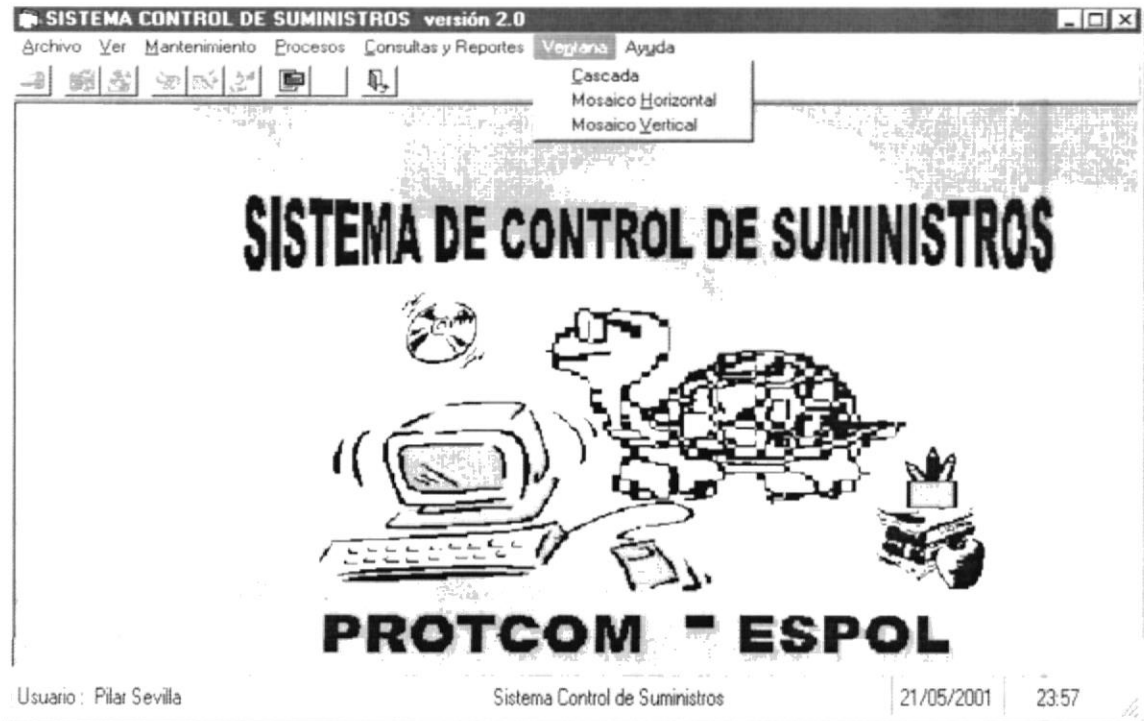 SISTEMA CONTROL DE SUMINISTROS versión 2.0
Archivo Ver Mantenimiento Procesos Consultas y Reportes Ventana Ayuda
Cascada
Mosaico Horizontal
Mosaico Vertical
SISTEMA DE CONTROL DE SUMINISTROS
PROTCOM - ESPOL
Usuario : Pilar Sevilla Sistema Control de Suministros 21/05/2001 23:57